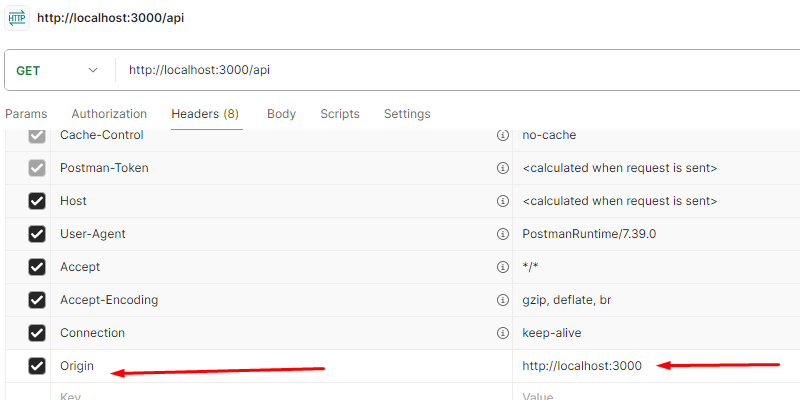 HTTP http://localhost:3000/api
GET http://localhost:3000/api
Params Authorization Headers (8) Body Scripts Settings
Cache-Control no-cache
Postman-Token <calculated when request is sent>
Host <calculated when request is sent>
User-Agent PostmanRuntime/7.39.0
Accept */*
Accept-Encoding gzip, deflate, br
Connection keep-alive
Origin http://localhost:3000
Key Value